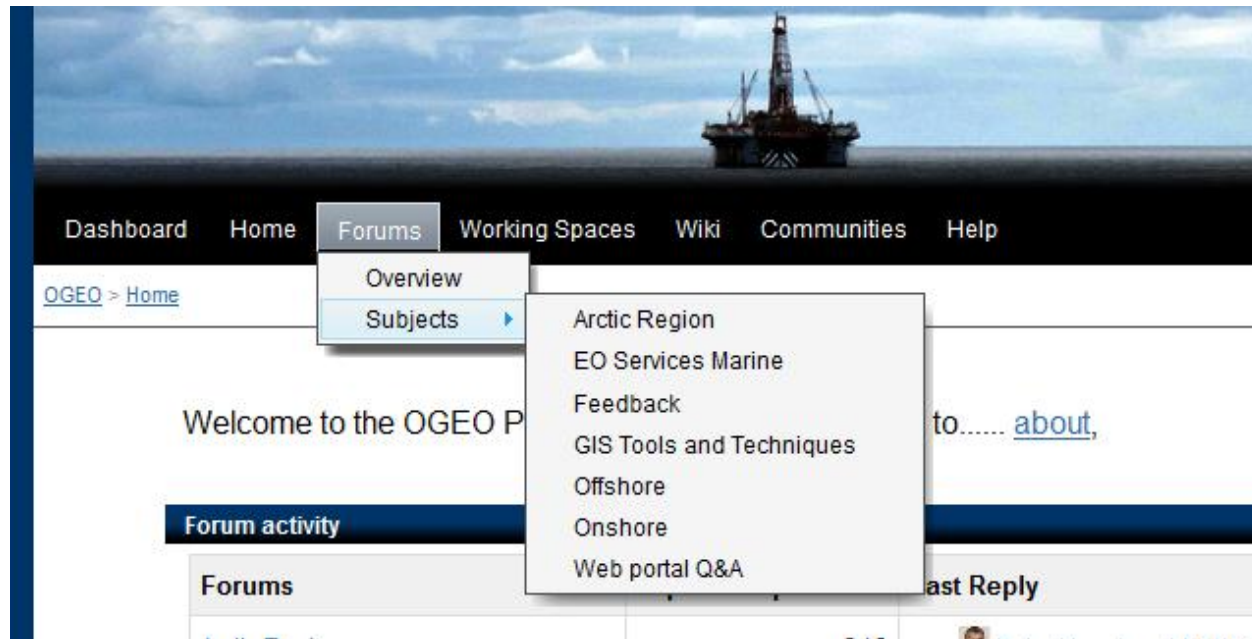 Dashboard Home Forums Working Spaces Wiki Communities Help
Overview
Subjects
OGEO > Home
Arctic Region
EO Services Marine
Feedback
GIS Tools and Techniques
Offshore
Onshore
Web portal Q&A
Welcome to the OGEO P to...... about,
Forum activity
Forums ast Reply